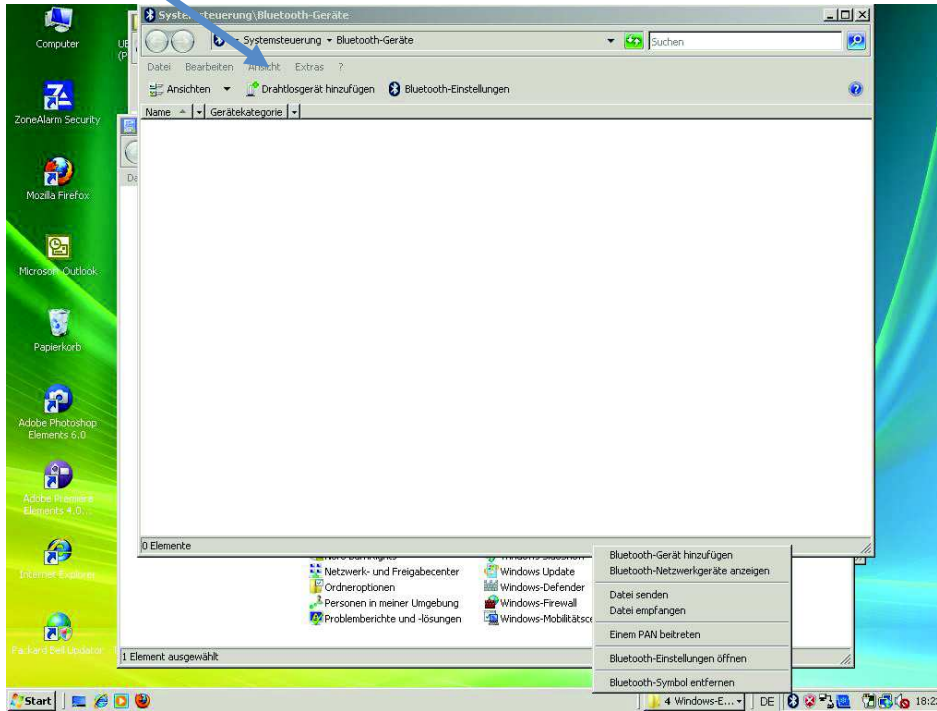 Computer
ZoneAlarm Security
Mozilla Firefox
Microsoft Outlook
Papierkorb
Adobe Photoshop
Elements 6.0
Adobe Premiere
Elements 4.0...
Internet Explorer
Packard Bell Updator
Systemsteuerung\Bluetooth-Geräte
Systemsteuerung Bluetooth-Geräte Suchen
Datei Bearbeiten Ansicht Extras ?
Ansichten Drahtlosgerät hinzufügen Bluetooth-Einstellungen
Name Gerätekategorie
0 Elemente
Netzwerk- und Freigabecenter Windows Update
Ordneroptionen Windows-Defender
Personen in meiner Umgebung Windows-Firewall
Problemberichte und -lösungen
1 Element ausgewählt
Bluetooth-Gerät hinzufügen
Bluetooth-Netzwerkgeräte anzeigen
Datei senden
Datei empfangen
Einem PAN beitreten
Bluetooth-Einstellungen öffnen
Bluetooth-Symbol entfernen
Start 4 Windows-E... DE